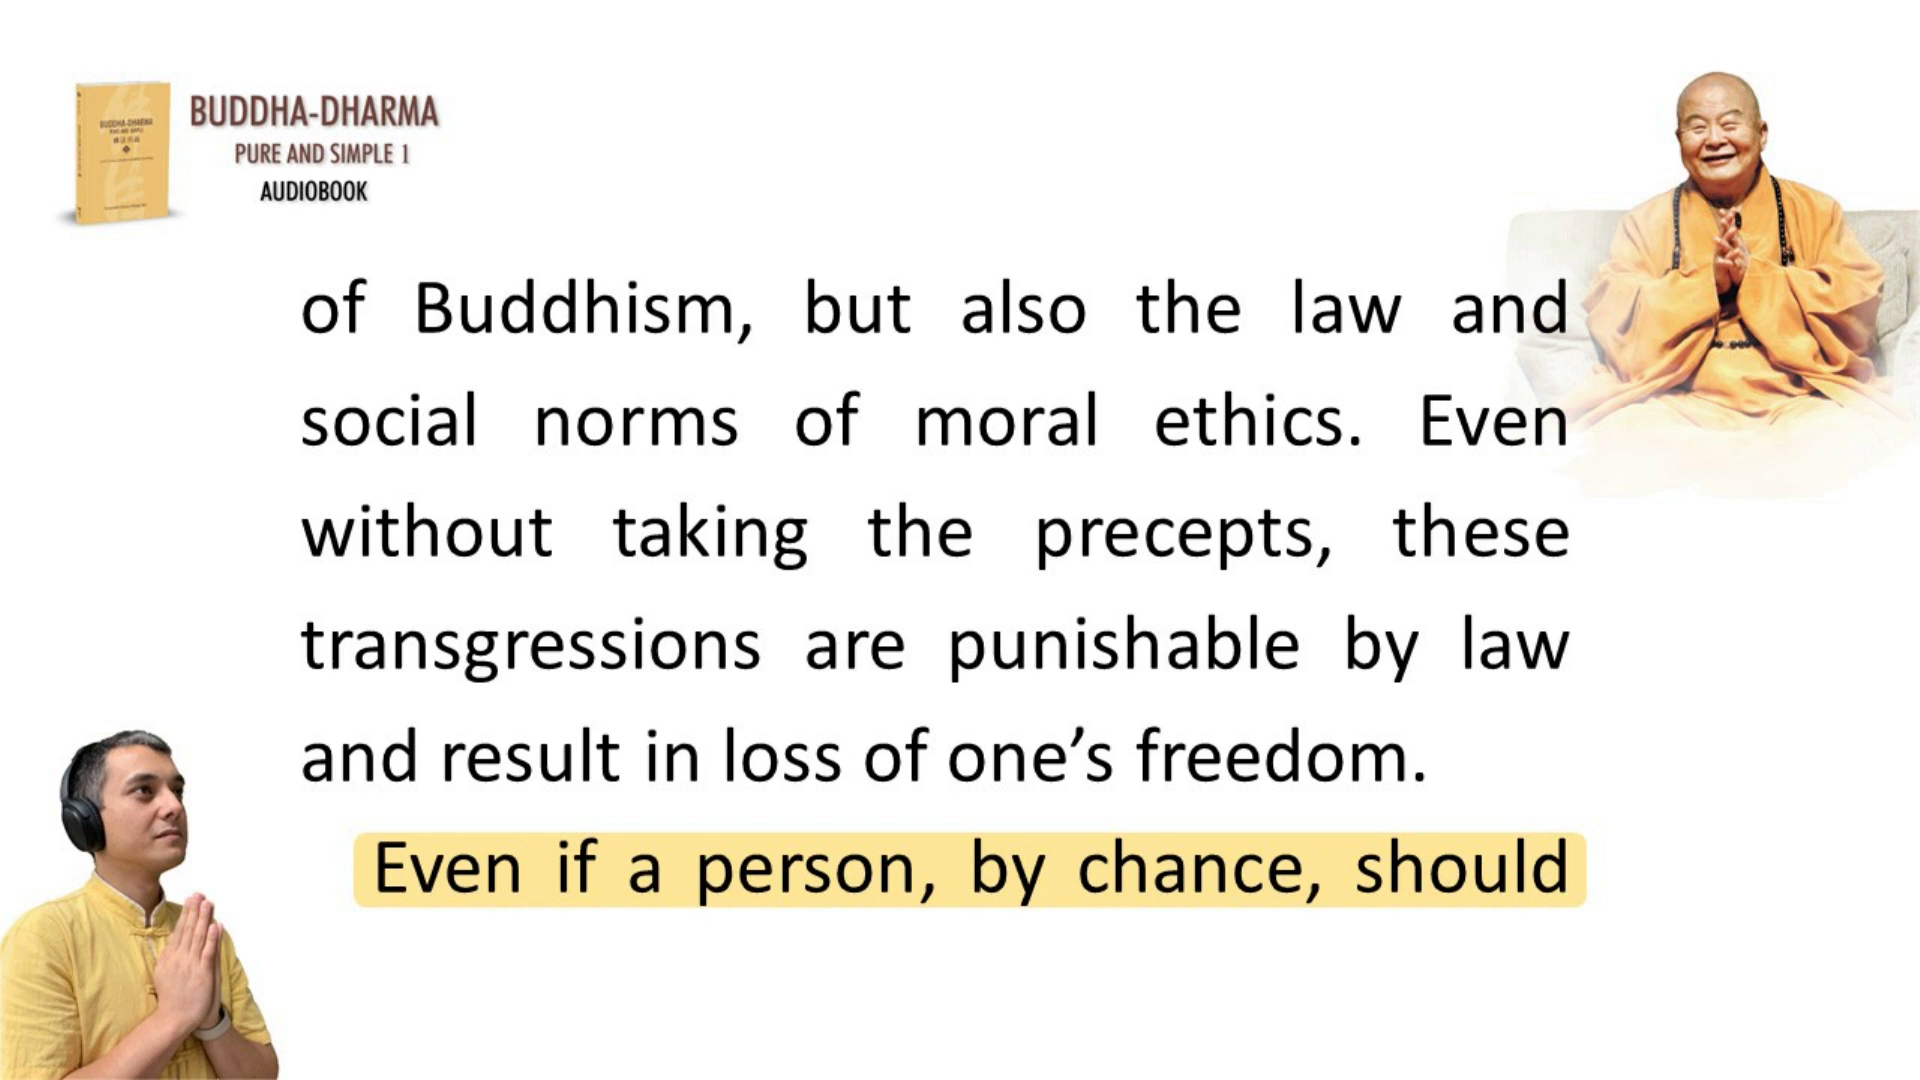 BUDDHA-DHARMA
PURE AND SIMPLE 1
AUDIOBOOK
BUDDHA-DHARMA
of Buddhism, but also the law and
social norms of moral ethics. Even
without taking the precepts, these
transgressions are punishable by law
and result in loss of one’s freedom.
Even if a person, by chance, should